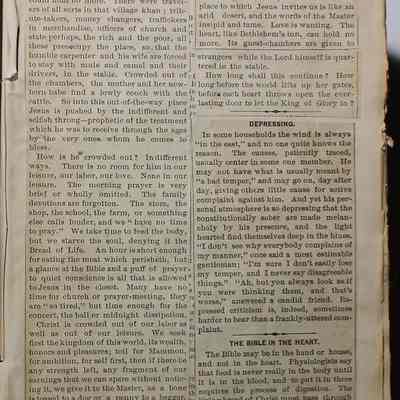 could hold no more. There were travel-
ers of all sorts in that village khan; trib-
ute-takers, money changers, traffickers
in merchandise, officers of church and
state perhaps, the rich and the poor, all
these preoccupy the place, so, that the
humble carpenter and his wife are forced
to stay with mules and camel and their
drivers, in the stable. Crowded out of
the chambers, the mother and her new-
born babe find a lowly couch with the
cattle. So into this out-of-the-way place
Jesus is pushed by the indifferent and
selfish throng—prophetic of the treatment
which he was to receive through the ages
by the very ones whom he comes to
bless.
How is he crowded out? Indifferent
ways. There is no room for him in our
leisure, our labor, our love. None in our
leisure. The morning prayer is very
brief or wholly omitted. The family
devotions are forgotten. The store, the
shop, the school, the farm, or something
else calls louder, and we "have no time
to pray." We take time to feed the body,
but we starve the soul, denying it the
Bread of Life. An hour is short enough
for eating the meat which perisheth, but
a glance at the Bible and a puff of prayer
to quiet conscience is all that is allowed
to Jesus in the closet. Many have no
time for church or prayer-meeting, they
are "so tired," but time enough for the
concert, the ball or midnight dissipation.
Christ is crowded out of our labor as
well as out of our leisure. We seek
first the kingdom of this world, its wealth,
honors and pleasures; toil for Mammon,
for ambition, for self first, then if there be
any strength left, any fragment of our
earnings that we can spare without notic-
ing it, we give it to the Master, as a bone
is tossed to a dog or a penny to a beggar.
place to which Jesus invites us is like an
arid desert, and the words of the Master
insipid and tame. Love is wanting. The
heart, like Bethlehem's inn, can hold no
more. Its guest-chambers are given to
strangers while the Lord himself is quar-
tered in the stable.
How long shall this continue? How
long before the world lifts up her gates,
before each heart throws open the ever-
lasting door to let the King of Glory in?
DEPRESSING.
In some households the wind is always
"in the east," and no one quite knows the
reason. The causes, patiently traced,
usually center in some one member. He
may not have what is usually meant by
"a bad temper," and may go on, day after
day, giving others little cause for active
complaint against him. And yet his per-
sonal atmosphere is so depressing that the
constitutionally sober are made melan-
choly by his presence, and the light
hearted find themselves deep in the blues.
"I don't see why everybody complains of
my manner," once said a most estimable
gentleman; "I'm sure I don't easily lose
my temper, and I never say disagreeable
things." "Ah, but you always look as if
you were thinking them, and that's
worse," answered a candid friend. Re-
pressed criticism is, indeed, sometimes
harder to bear than a frankly-uttered com-
plaint.
THE BIBLE IN THE HEART.
The Bible may be in the hand or house,
and not in the heart. Physiologists say
that food is never really in the body until
it is in the blood, and to put it in there
requires the process of digestion. The